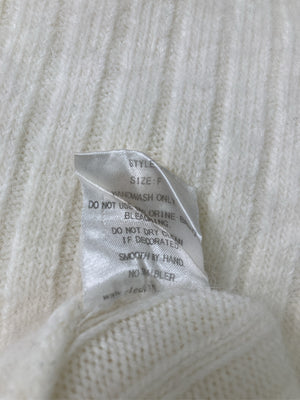 STYLE
SIZE:F
HANDWASH ONLY
DO NOT USE CHLORINE-
BLEACHING
DO NOT DRY CLEAN
IF DECORATED.
SMOOTH BY HAND
NO TUMBLER